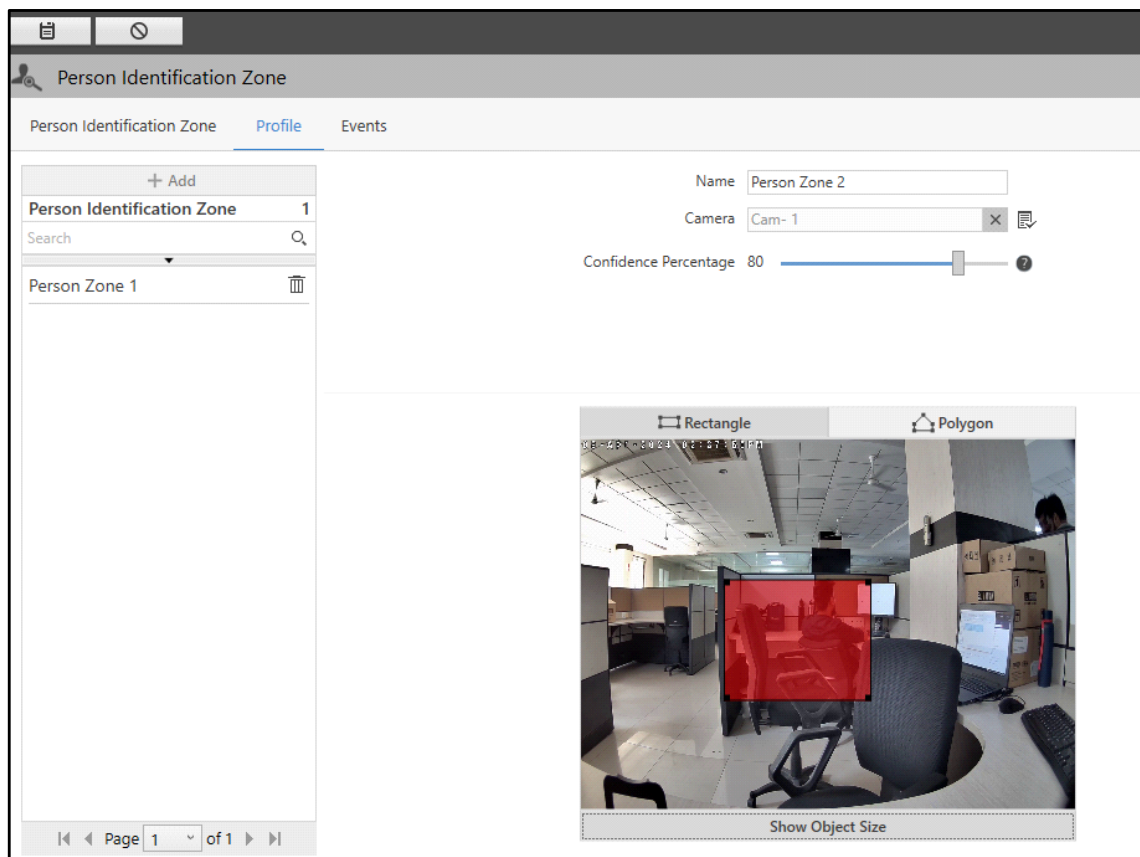 Person Identification Zone
Person Identification Zone Profile Events
+ Add
Person Identification Zone 1
Search
Person Zone 1
Page 1 of 1
Name Person Zone 2
Camera Cam- 1
Confidence Percentage 80
Rectangle Polygon
Show Object Size